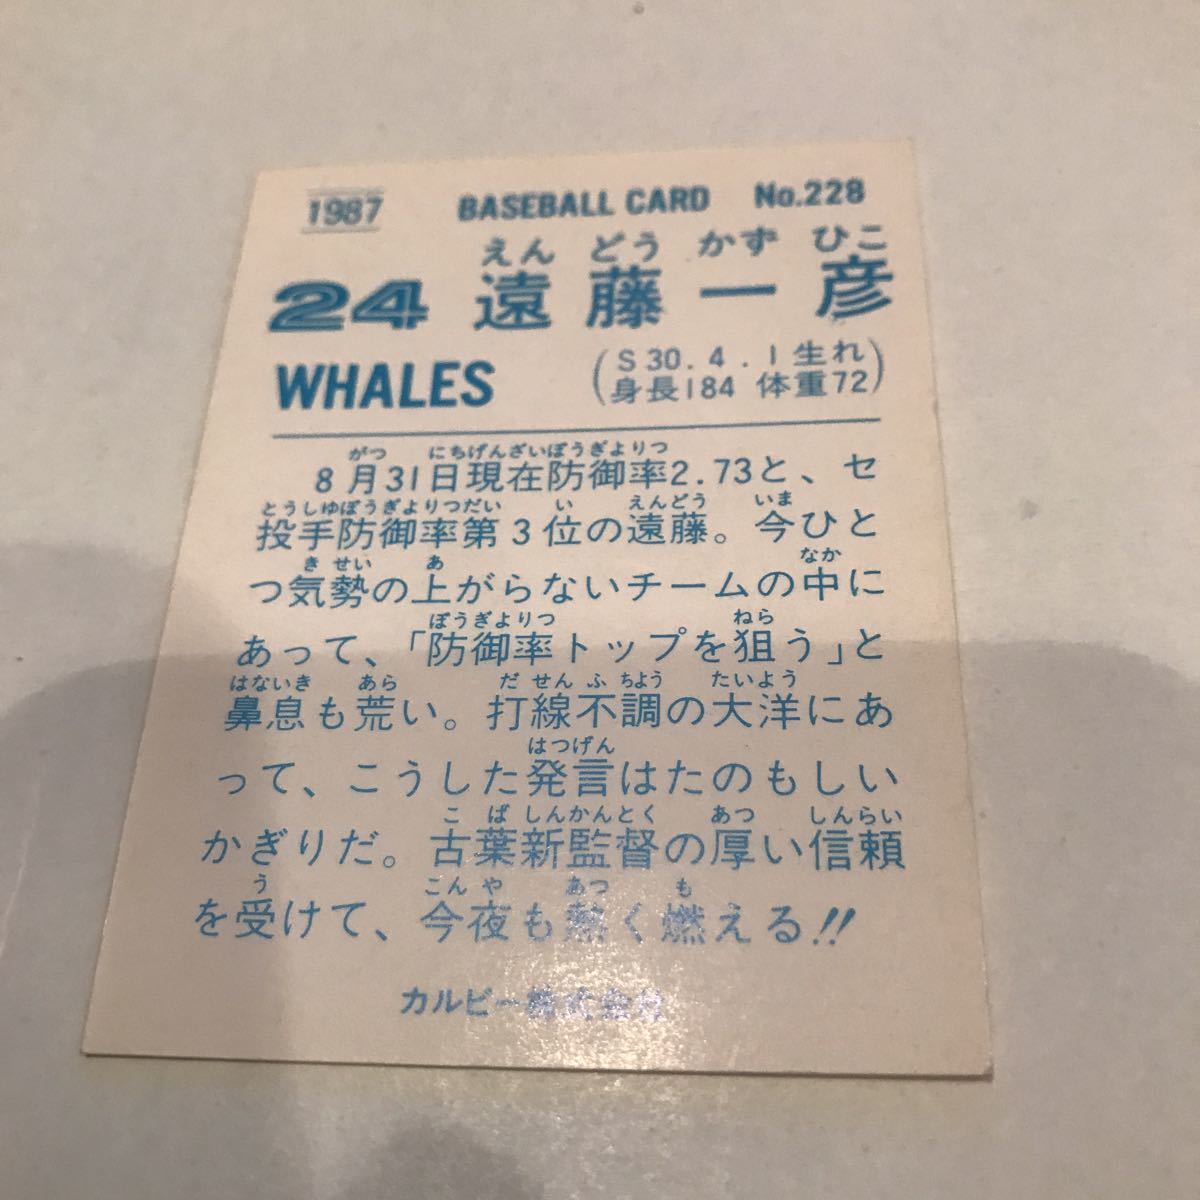 1987 BASEBALL CARD No.228
えん どう かず ひこ
24 遠藤一彦
WHALES
(S30.4.1生れ
身長184 体重72)
がつ にちげんざいぼうぎよりつ
8月31日現在防御率2.73と、セ
とうしゆぼうぎよりつだい い えんどう いま
投手防御率第3位の遠藤。今ひと
き せい あ なか
つ気勢の上がらないチームの中に
ぼうぎよりつ ねら
あって、「防御率トップを狙う」と
はないき あら だ せん ふ ちよう たいよう
鼻息も荒い。打線不調の大洋にあ
はつげん
って、こうした発言はたのもしい
こ ば しんかんとく あつ しんらい
かぎりだ。古葉新監督の厚い信頼
う こん や あつ も
を受けて、今夜も熱く燃える!!
カルビー株式会社